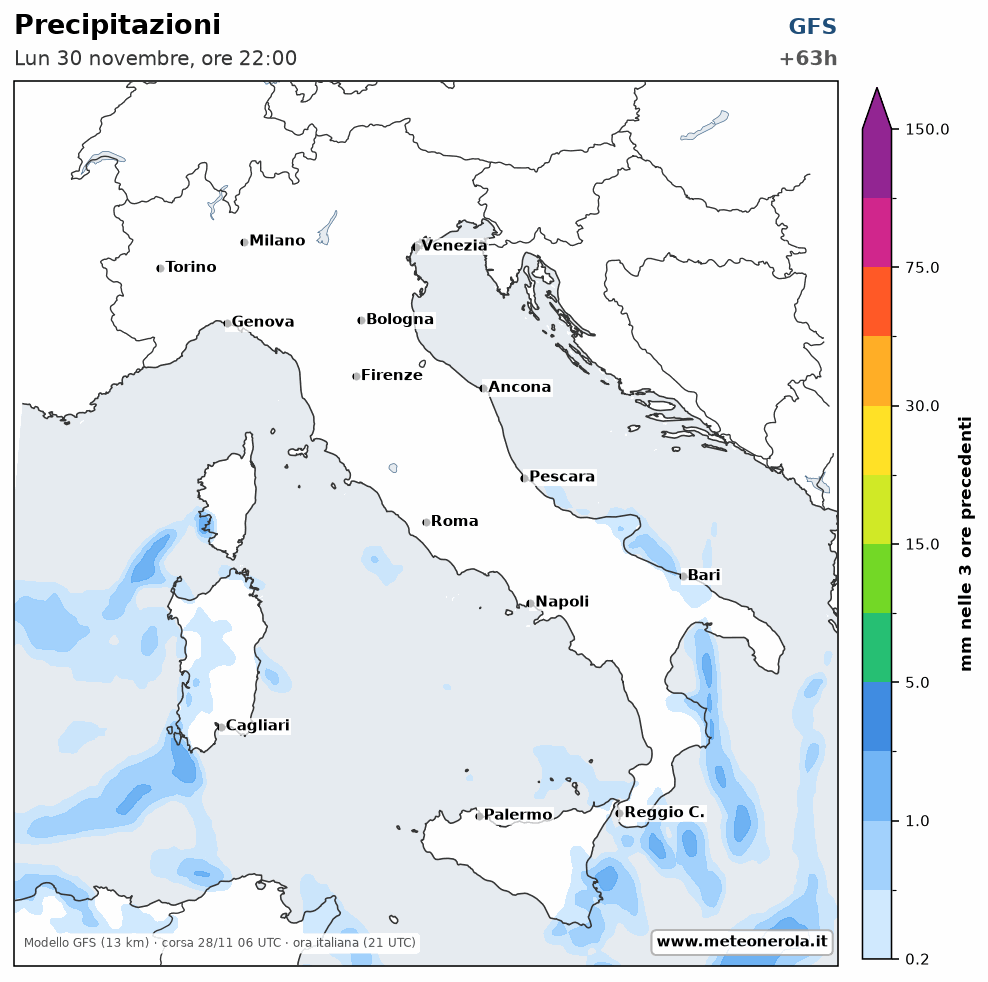 Precipitazioni
GFS
Lun 30 novembre, ore 22:00
+63h
150.0
75.0
30.0
15.0
5.0
1.0
0.2
mm nelle 3 ore precedenti
Milano
Venezia
Torino
Genova
Bologna
Firenze
Ancona
Pescara
Roma
Bari
Napoli
Cagliari
Palermo
Reggio C.
Modello GFS (13 km) · corsa 28/11 06 UTC · ora italiana (21 UTC)
www.meteonerola.it